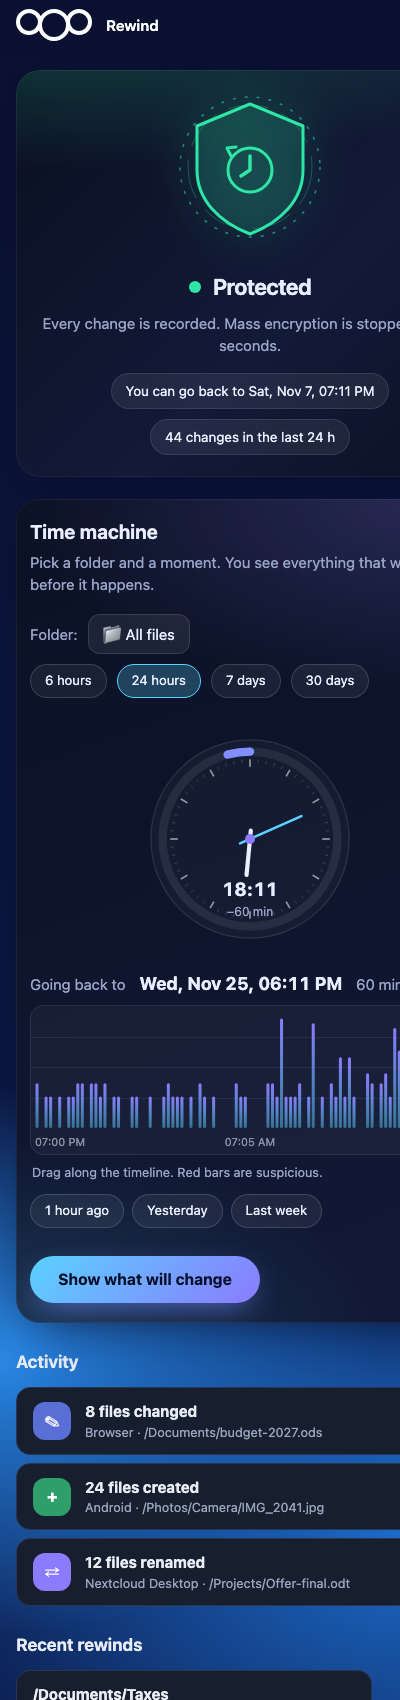 Rewind
Protected
Every change is recorded. Mass encryption is
seconds.
You can go back to Sat, Nov 7, 07:11 PM
44 changes in the last 24 h
Time machine
Pick a folder and a moment. You see everything that
before it happens.
Folder: All files
6 hours 24 hours 7 days 30 days
18:11
−60 min
Going back to Wed, Nov 25, 06:11 PM 60
07:00 PM 07:05 AM
Drag along the timeline. Red bars are suspicious.
1 hour ago Yesterday Last week
Show what will change
Activity
8 files changed
Browser · /Documents/budget-2027.ods
24 files created
Android · /Photos/Camera/IMG_2041.jpg
12 files renamed
Nextcloud Desktop · /Projects/Offer-final.odt
Recent rewinds
/Documents/Taxes